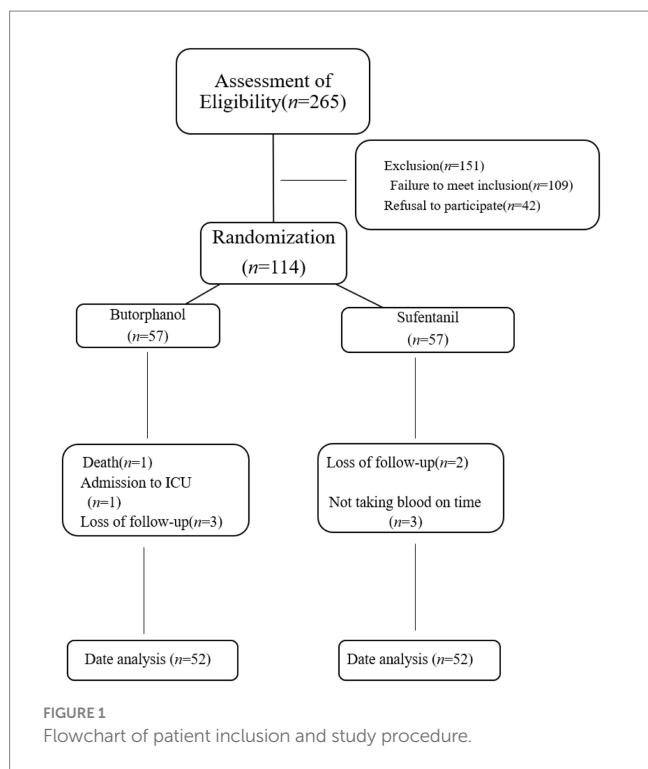 Assessment of
Eligibility(n=265)
Exclusion(n=151)
Failure to meet inclusion(n=109)
Refusal to participate(n=42)
Randomization
(n=114)
Butorphanol
(n=57)
Sufentanil
(n=57)
Death(n=1)
Admission to ICU
(n=1)
Loss of follow-up(n=3)
Loss of follow-up(n=2)
Not taking blood on time
(n=3)
Date analysis (n=52)
Date analysis (n=52)
FIGURE 1
Flowchart of patient inclusion and study procedure.